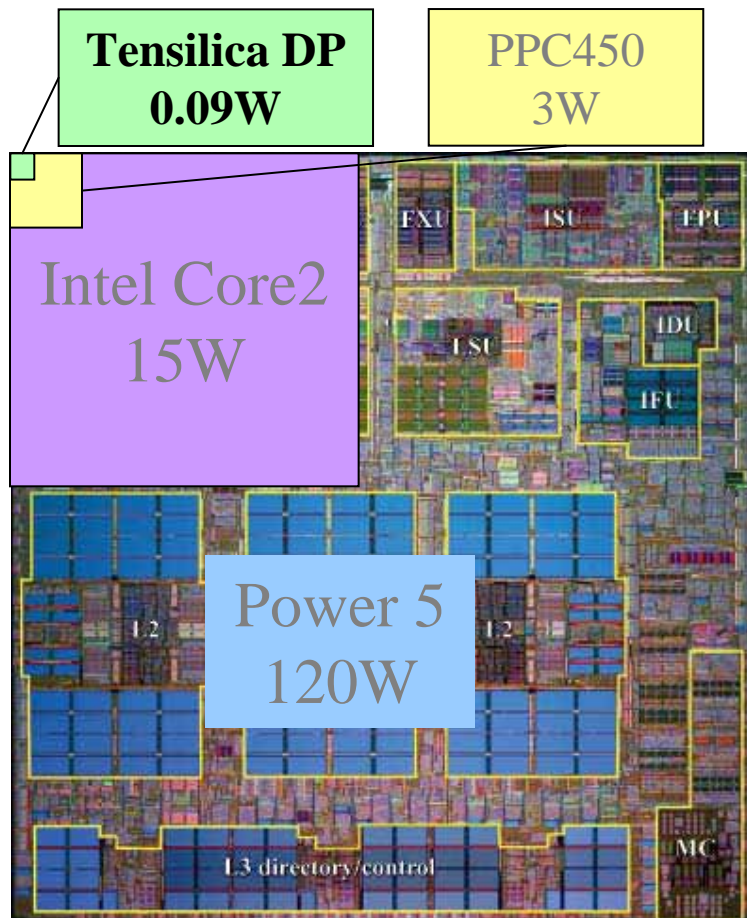 Tensilica DP
0.09W
PPC450
3W
Intel Core2
15W
FXU
ISU
FPU
LSU
IDU
IFU
L2
Power 5
120W
L2
L3 directory/control
MC